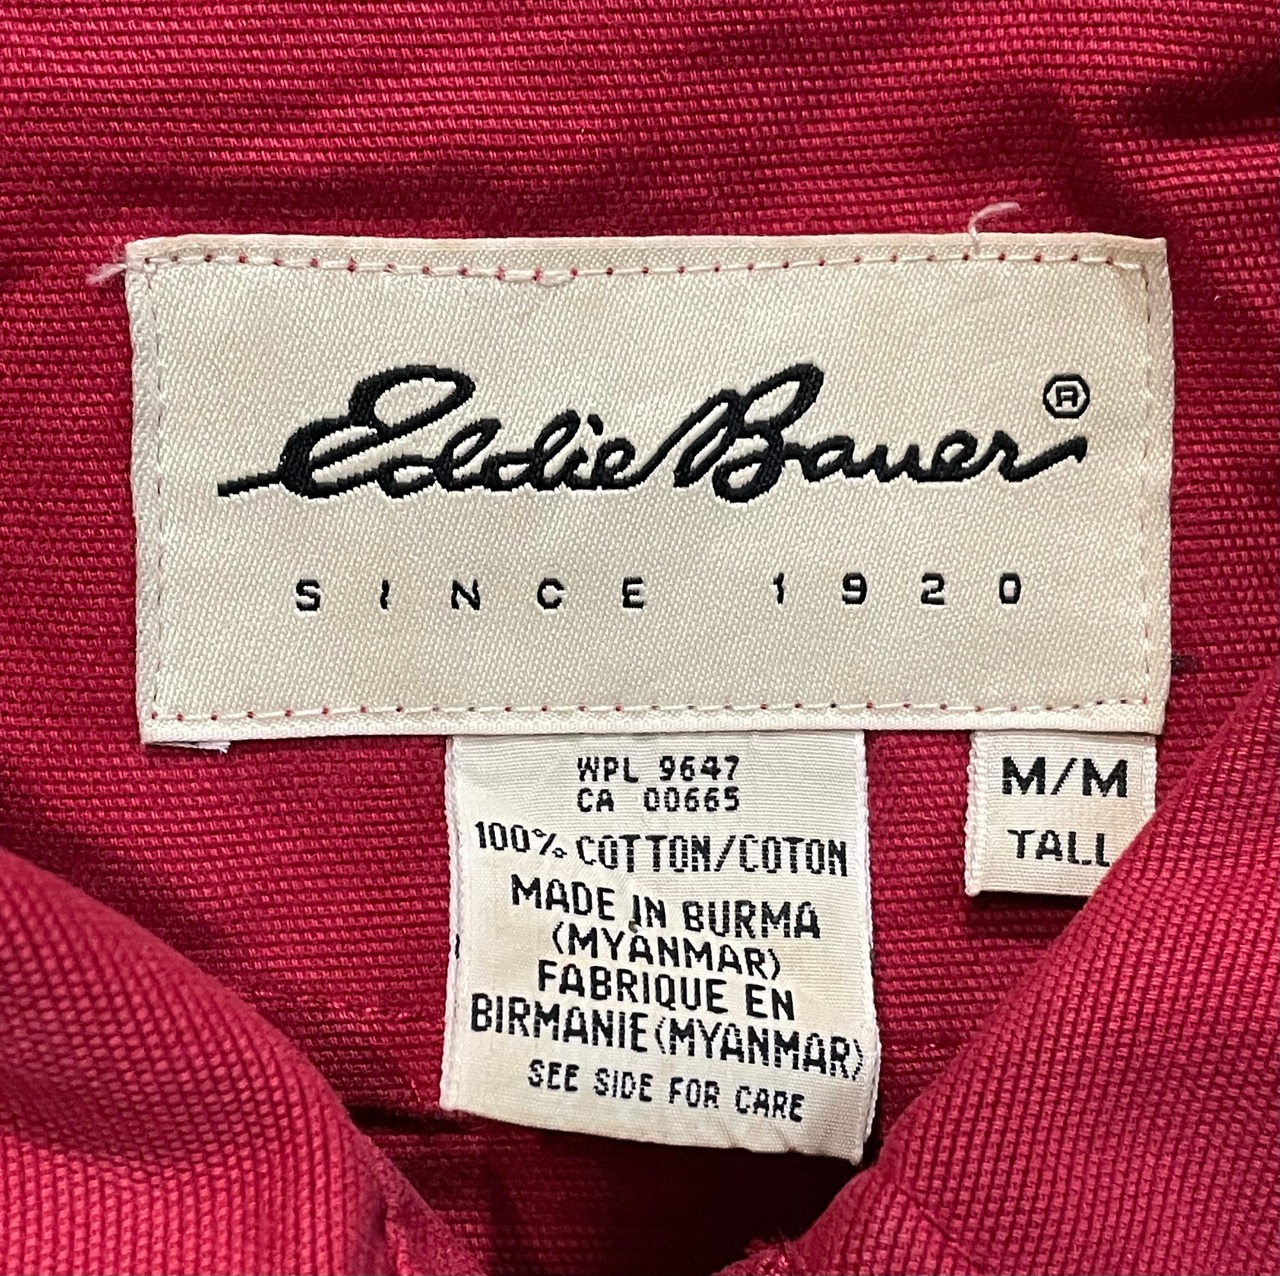 Eddie Bauer ®
SINCE 1920
WPL 9647
CA 00665
100% COTTON/COTON
MADE IN BURMA
(MYANMAR)
FABRIQUE EN
BIRMANIE (MYANMAR)
SEE SIDE FOR CARE
M/M
TALL